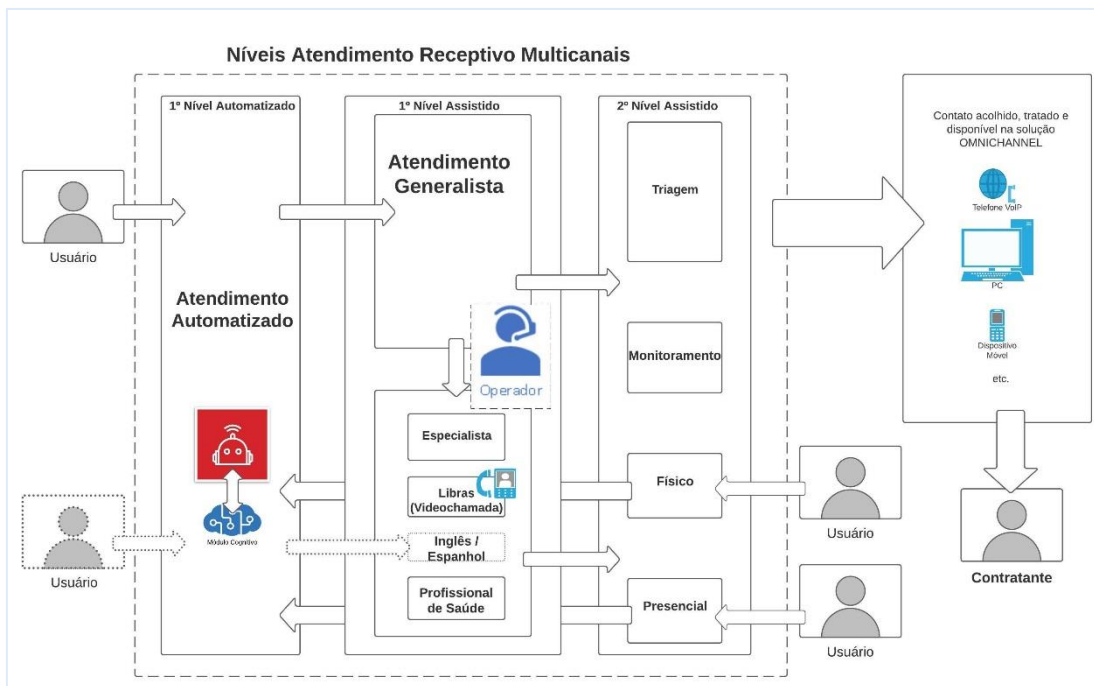 Níveis Atendimento Receptivo Multicanais
1º Nível Automatizado
1º Nível Assistido
2º Nível Assistido
Usuário
Atendimento
Automatizado
Módulo Cognitivo
Usuário
Atendimento
Generalista
Operador
Especialista
Libras
(Videochamada)
Inglês /
Espanhol
Profissional
de Saúde
Triagem
Monitoramento
Físico
Presencial
Usuário
Usuário
Contato acolhido, tratado e
disponível na solução
OMNICHANNEL
Telefone VoIP
PC
Dispositivo
Móvel
etc.
Contratante